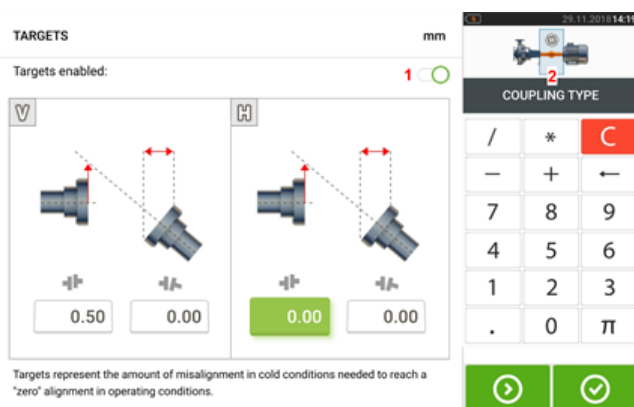 TARGETS mm
Targets enabled: 1
V H
0.50 0.00 0.00 0.00
Targets represent the amount of misalignment in cold conditions needed to reach a
"zero" alignment in operating conditions.
29.11.2018 14:19
2
COUPLING TYPE
/ * C
− + ←
7 8 9
4 5 6
1 2 3
. 0 π